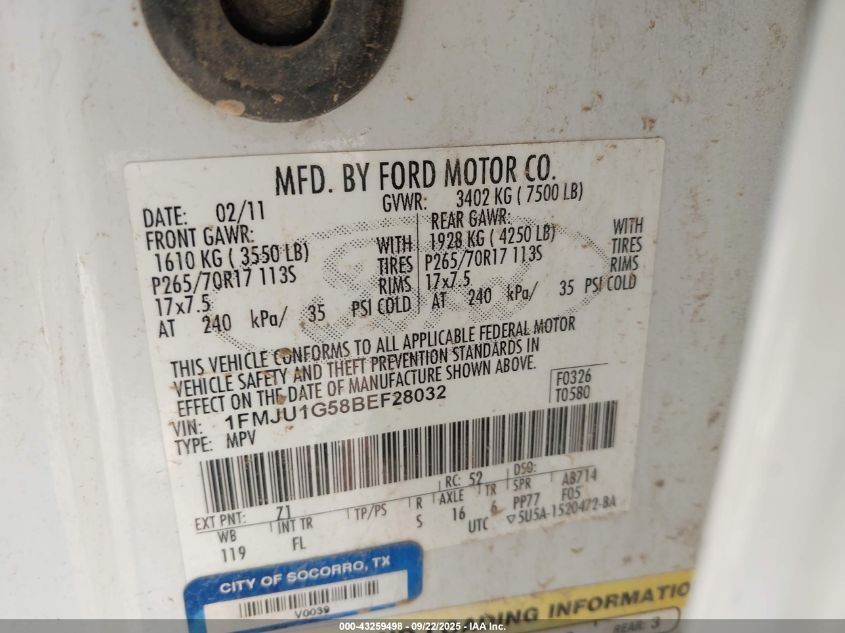 MFD. BY FORD MOTOR CO.
DATE: 02/11 GVWR: 3402 KG ( 7500 LB)
FRONT GAWR: REAR GAWR:
1610 KG ( 3550 LB) WITH 1928 KG ( 4250 LB) WITH
P265/70R17 113S TIRES P265/70R17 113S TIRES
17x7.5 RIMS 17x7.5 RIMS
AT 240 kPa/ 35 PSI COLD AT 240 kPa/ 35 PSI COLD
THIS VEHICLE CONFORMS TO ALL APPLICABLE FEDERAL MOTOR
VEHICLE SAFETY AND THEFT PREVENTION STANDARDS IN
EFFECT ON THE DATE OF MANUFACTURE SHOWN ABOVE.
VIN: 1FMJU1G58BEF28032 F0326
TYPE: MPV T0580
EXT PNT: Z1 RC: 52 DSO:
WB INT TR TP/PS R AXLE TR SPR AB714
119 FL S 16 6 PP77 F05
UTC 5U5A-1520472-BA
CITY OF SOCORRO, TX
V0039
DING INFORMATIO
REAR: 3
000-43259498 - 09/22/2025 - IAA Inc.